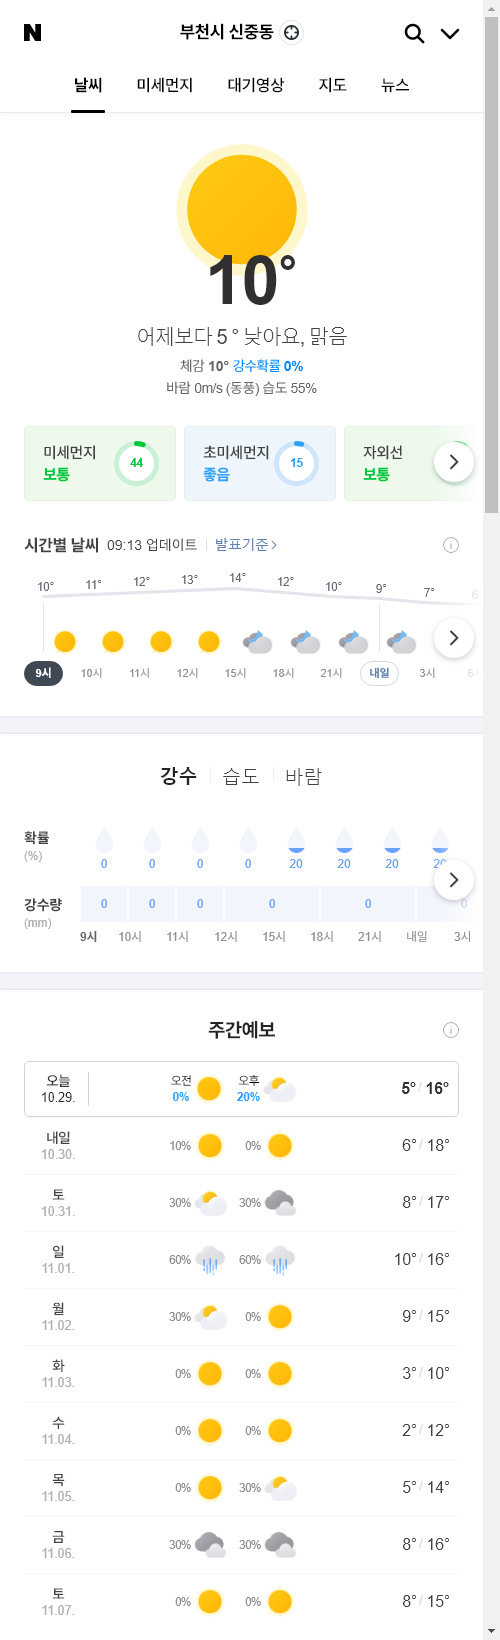 N
부천시 신중동
날씨 미세먼지 대기영상 지도 뉴스
10°
어제보다 5 ° 낮아요, 맑음
체감 10° 강수확률 0%
바람 0m/s (동풍) 습도 55%
미세먼지 보통 44
초미세먼지 좋음 15
자외선 보통
시간별 날씨 09:13 업데이트 발표기준
10° 11° 12° 13° 14° 12° 10° 9° 7° 6
9시 10시 11시 12시 15시 18시 21시 내일 3시
강수 습도 바람
확률 (%)
0 0 0 0 20 20 20 20
강수량 (mm)
0 0 0 0 0 0
9시 10시 11시 12시 15시 18시 21시 내일 3시
주간예보
오늘 10.29. 오전 0% 오후 20% 5° / 16°
내일 10.30. 10% 0% 6° / 18°
토 10.31. 30% 30% 8° / 17°
일 11.01. 60% 60% 10° / 16°
월 11.02. 30% 0% 9° / 15°
화 11.03. 0% 0% 3° / 10°
수 11.04. 0% 0% 2° / 12°
목 11.05. 0% 30% 5° / 14°
금 11.06. 30% 30% 8° / 16°
토 11.07. 0% 0% 8° / 15°